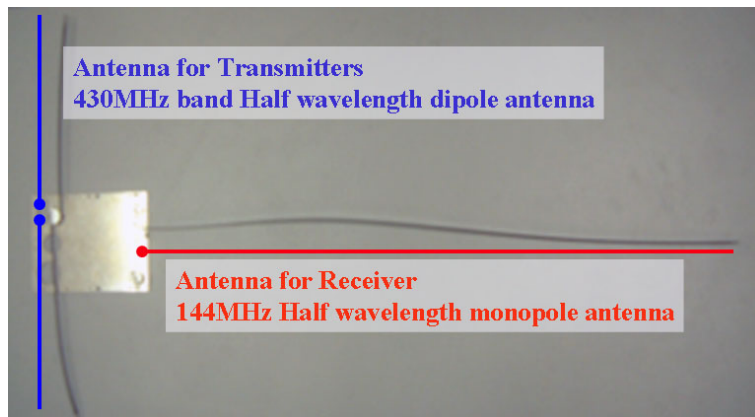 Antenna for Transmitters
430MHz band Half wavelength dipole antenna
Antenna for Receiver
144MHz Half wavelength monopole antenna